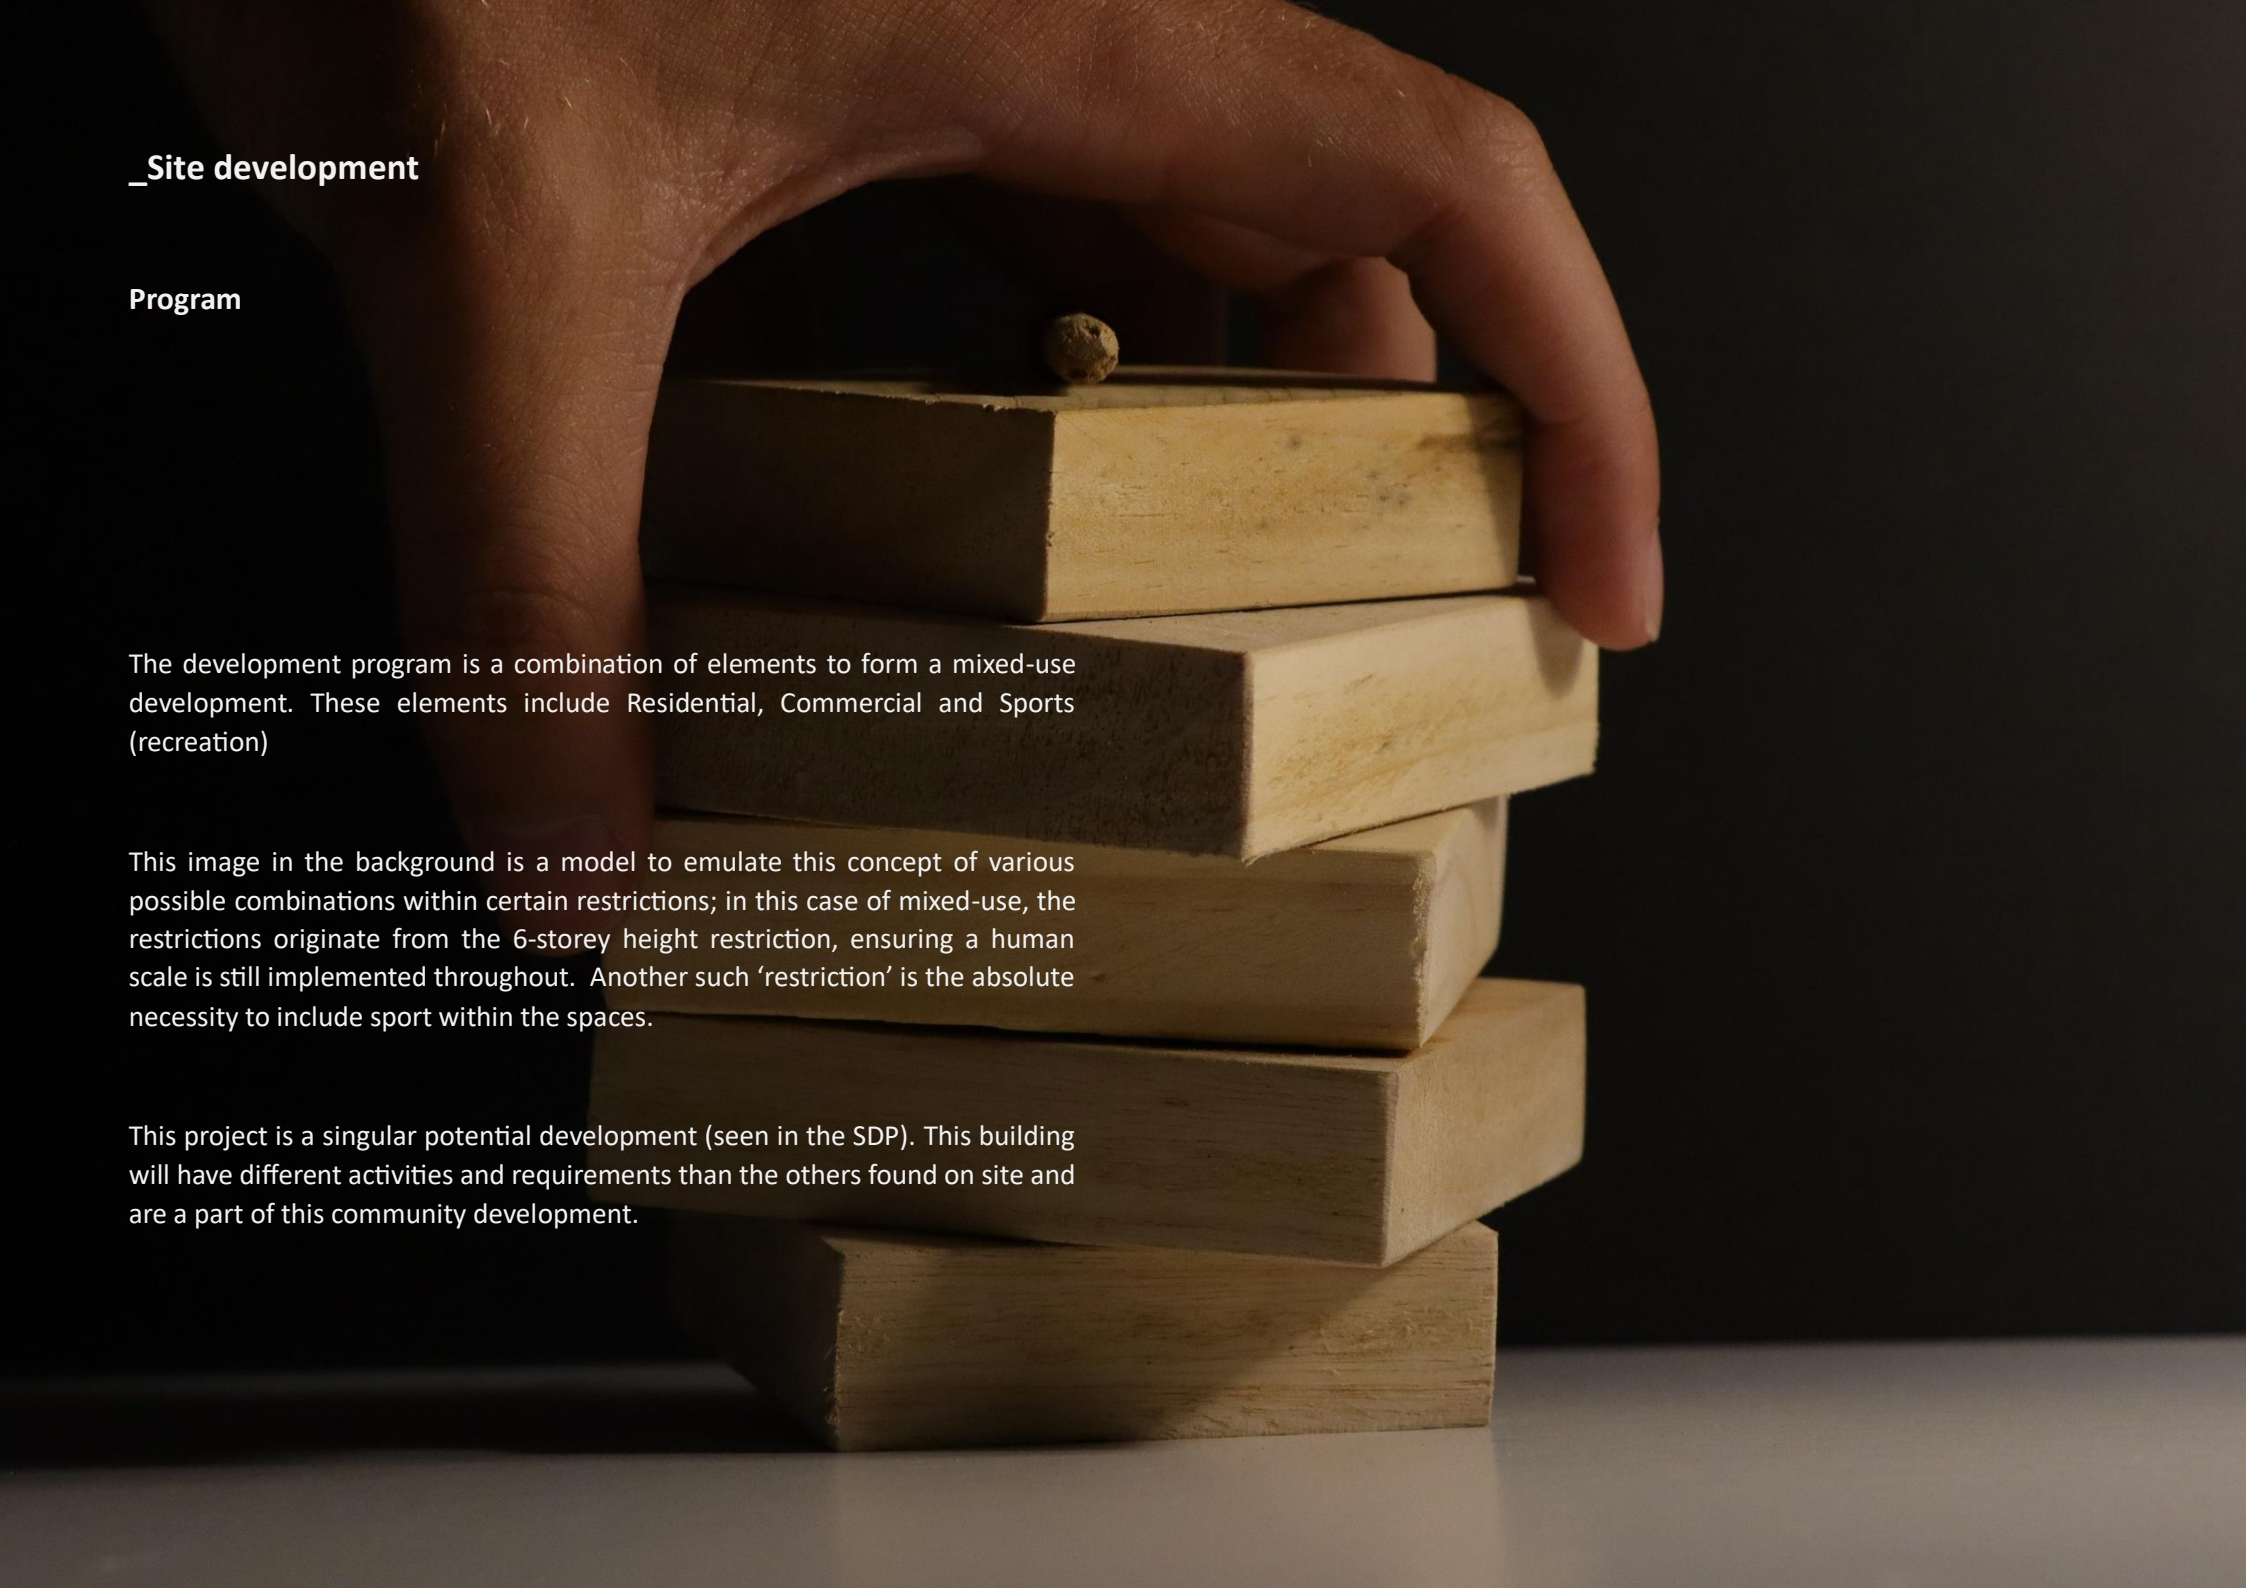 _Site development
Program
The development program is a combination of elements to form a mixed-use
development. These elements include Residential, Commercial and Sports
(recreation)
This image in the background is a model to emulate this concept of various
possible combinations within certain restrictions; in this case of mixed-use, the
restrictions originate from the 6-storey height restriction, ensuring a human
scale is still implemented throughout.  Another such ‘restriction’ is the absolute
necessity to include sport within the spaces.
This project is a singular potential development (seen in the SDP). This building
will have different activities and requirements than the others found on site and
are a part of this community development.